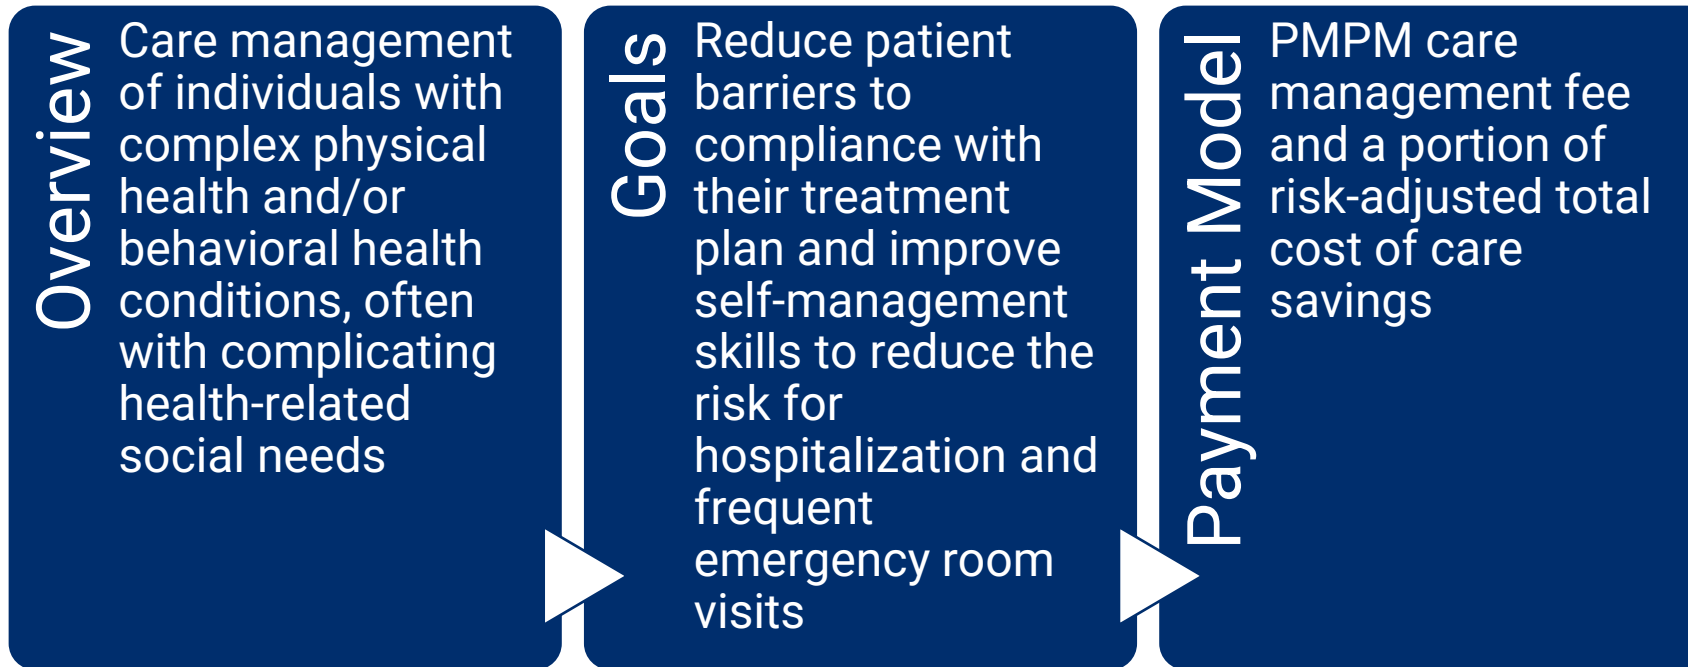 Overview
Care management
of individuals with
complex physical
health and/or
behavioral health
conditions, often
with complicating
health-related
social needs
Goals
Reduce patient
barriers to
compliance with
their treatment
plan and improve
self-management
skills to reduce the
risk for
hospitalization and
frequent
emergency room
visits
Payment Model
PMPM care
management fee
and a portion of
risk-adjusted total
cost of care
savings